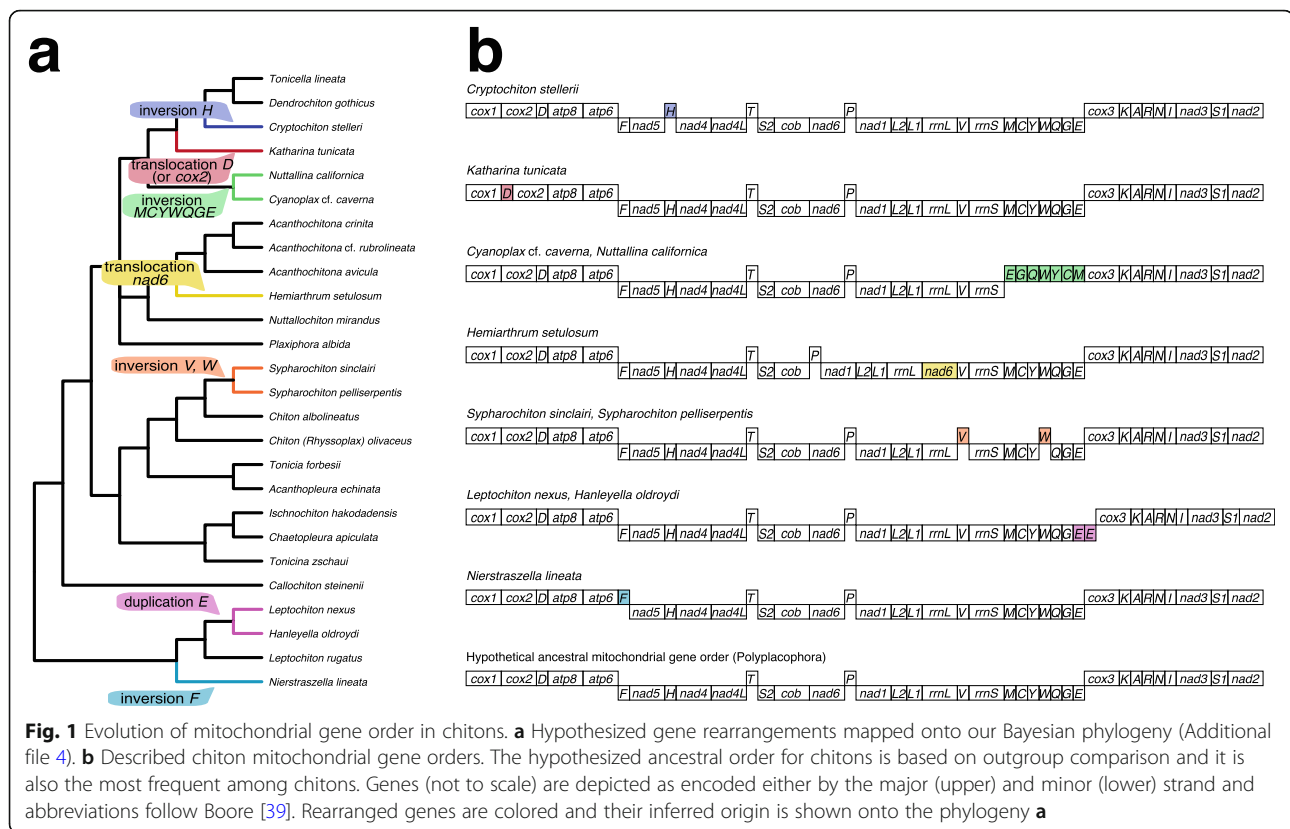 a
Tonicella lineata
Dendrochiton gothicus
inversion H
Cryptochiton stelleri
Katharina tunicata
translocation D
(or cox2)
Nuttallina californica
Cyanoplax cf. caverna
inversion
MCYWQGE
Acanthochitona crinita
Acanthochitona cf. rubrolineata
translocation
nad6
Acanthochitona avicula
Hemiarthrum setulosum
Nuttallochiton mirandus
Plaxiphora albida
inversion V, W
Sypharochiton sinclairi
Sypharochiton pelliserpentis
Chiton albolineatus
Chiton (Rhyssoplax) olivaceus
Tonicia forbesii
Acanthopleura echinata
Ischnochiton hakodadensis
Chaetopleura apiculata
Tonicina zschaui
Callochiton steinenii
duplication E
Leptochiton nexus
Hanleyella oldroydi
Leptochiton rugatus
Nierstraszella lineata
inversion F
b
Cryptochiton stellerii
cox1 cox2 D atp8 atp6 H T P cox3 K A R N I nad3 S1 nad2
F nad5 nad4 nad4L S2 cob nad6 nad1 L2 L1 rrnL V rrnS M C Y W Q G E
Katharina tunicata
cox1 D cox2 atp8 atp6 T P cox3 K A R N I nad3 S1 nad2
F nad5 H nad4 nad4L S2 cob nad6 nad1 L2 L1 rrnL V rrnS M C Y W Q G E
Cyanoplax cf. caverna, Nuttallina californica
cox1 cox2 D atp8 atp6 T P E G Q W Y C M cox3 K A R N I nad3 S1 nad2
F nad5 H nad4 nad4L S2 cob nad6 nad1 L2 L1 rrnL V rrnS
Hemiarthrum setulosum
cox1 cox2 D atp8 atp6 T P cox3 K A R N I nad3 S1 nad2
F nad5 H nad4 nad4L S2 cob nad1 L2 L1 rrnL nad6 V rrnS M C Y W Q G E
Sypharochiton sinclairi, Sypharochiton pelliserpentis
cox1 cox2 D atp8 atp6 T P V W cox3 K A R N I nad3 S1 nad2
F nad5 H nad4 nad4L S2 cob nad6 nad1 L2 L1 rrnL rrnS M C Y Q G E
Leptochiton nexus, Hanleyella oldroydi
cox1 cox2 D atp8 atp6 T P cox3 K A R N I nad3 S1 nad2
F nad5 H nad4 nad4L S2 cob nad6 nad1 L2 L1 rrnL V rrnS M C Y W Q G E E
Nierstraszella lineata
cox1 cox2 D atp8 atp6 F T P cox3 K A R N I nad3 S1 nad2
nad5 H nad4 nad4L S2 cob nad6 nad1 L2 L1 rrnL V rrnS M C Y W Q G E
Hypothetical ancestral mitochondrial gene order (Polyplacophora)
cox1 cox2 D atp8 atp6 T P cox3 K A R N I nad3 S1 nad2
F nad5 H nad4 nad4L S2 cob nad6 nad1 L2 L1 rrnL V rrnS M C Y W Q G E
Fig. 1 Evolution of mitochondrial gene order in chitons. a Hypothesized gene rearrangements mapped onto our Bayesian phylogeny (Additional
file 4). b Described chiton mitochondrial gene orders. The hypothesized ancestral order for chitons is based on outgroup comparison and it is
also the most frequent among chitons. Genes (not to scale) are depicted as encoded either by the major (upper) and minor (lower) strand and
abbreviations follow Boore [39]. Rearranged genes are colored and their inferred origin is shown onto the phylogeny a